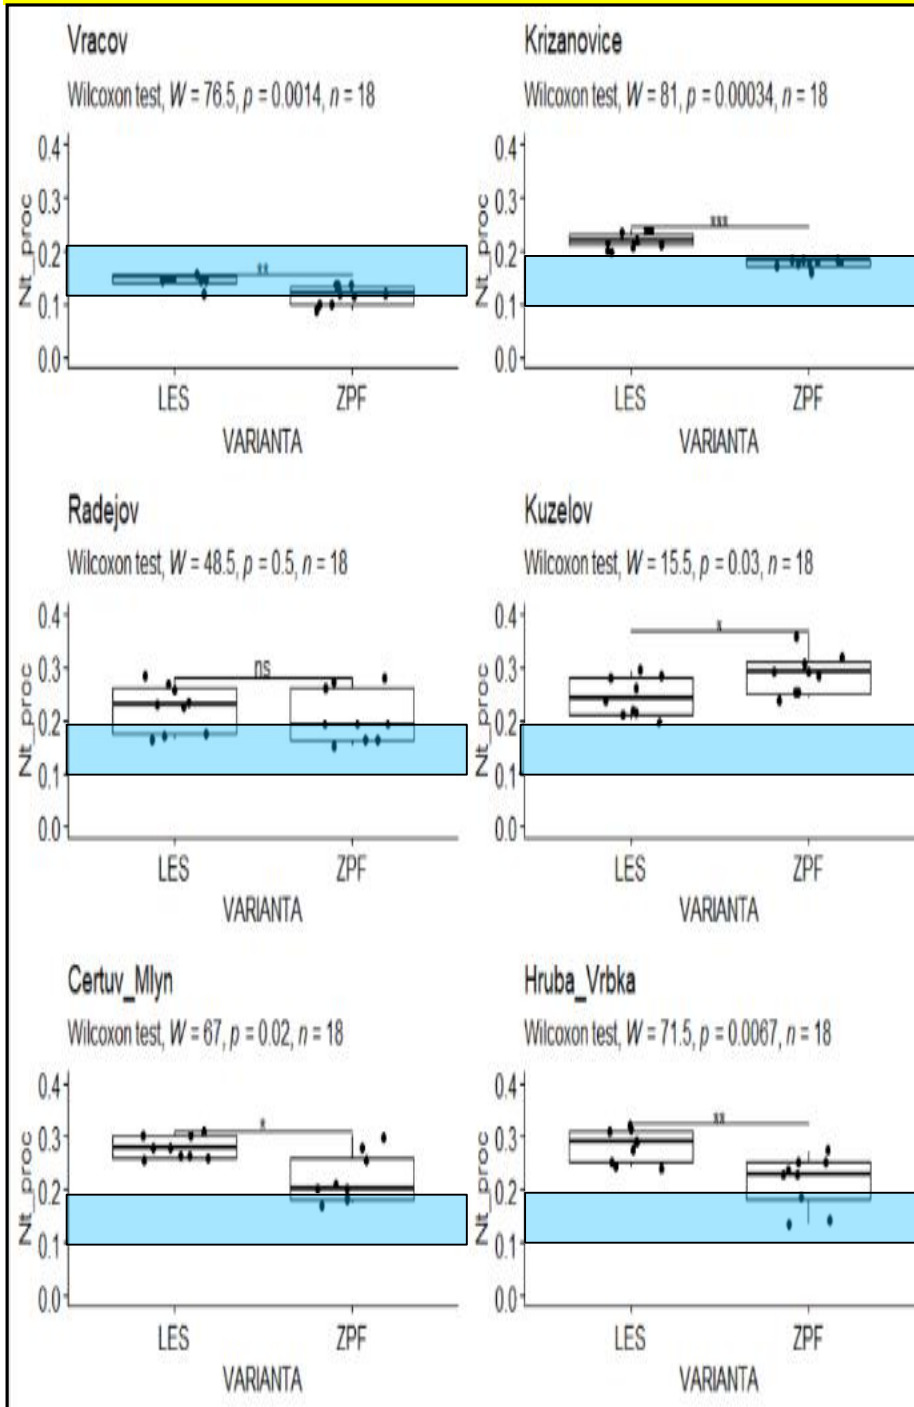 Vracov
Wilcoxon test, W = 76.5, p = 0.0014, n = 18
0.4
0.3
0.2
0.1
0.0
Nt_proc
**
LES ZPF
VARIANTA
Krizanovice
Wilcoxon test, W = 81, p = 0.00034, n = 18
0.4
0.3
0.2
0.1
0.0
Nt_proc
***
LES ZPF
VARIANTA
Radejov
Wilcoxon test, W = 48.5, p = 0.5, n = 18
0.4
0.3
0.2
0.1
0.0
Nt_proc
ns
LES ZPF
VARIANTA
Kuzelov
Wilcoxon test, W = 15.5, p = 0.03, n = 18
0.4
0.3
0.2
0.1
0.0
Nt_proc
*
LES ZPF
VARIANTA
Certuv_Mlyn
Wilcoxon test, W = 67, p = 0.02, n = 18
0.4
0.3
0.2
0.1
0.0
Nt_proc
*
LES ZPF
VARIANTA
Hruba_Vrbka
Wilcoxon test, W = 71.5, p = 0.0067, n = 18
0.4
0.3
0.2
0.1
0.0
Nt_proc
**
LES ZPF
VARIANTA